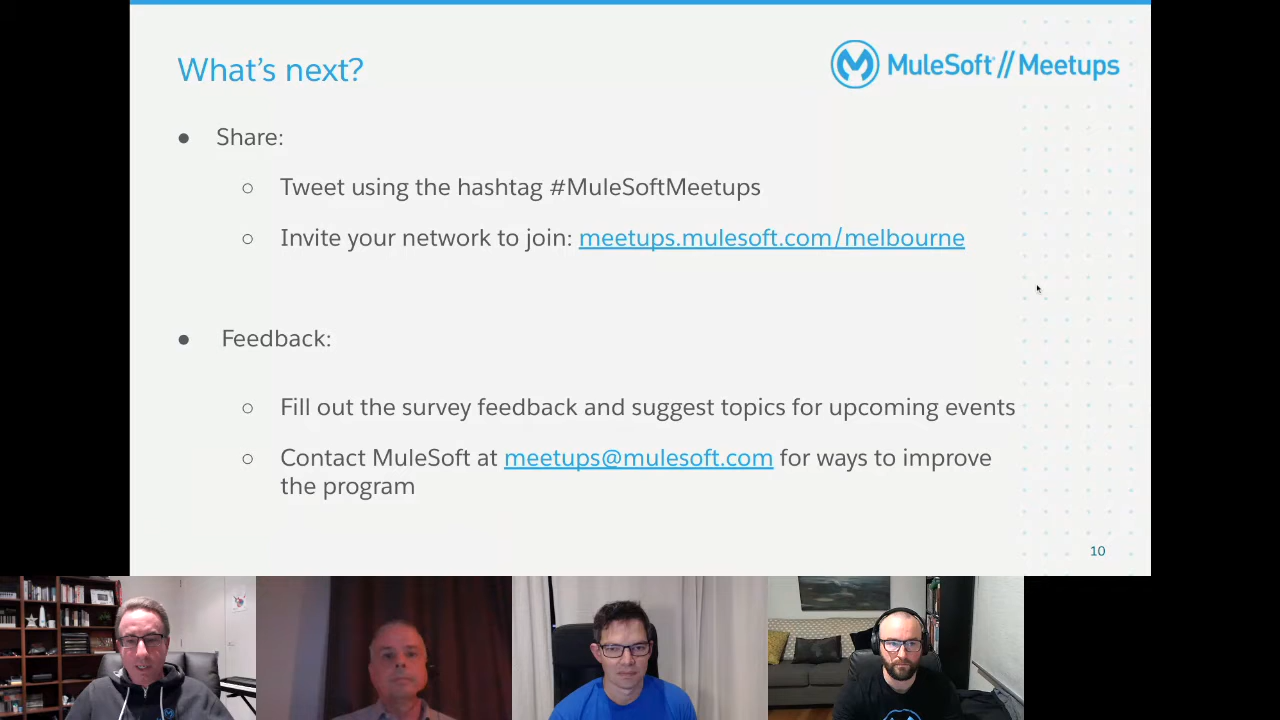 What's next?
MuleSoft // Meetups
● Share:
○ Tweet using the hashtag #MuleSoftMeetups
○ Invite your network to join: meetups.mulesoft.com/melbourne
● Feedback:
○ Fill out the survey feedback and suggest topics for upcoming events
○ Contact MuleSoft at meetups@mulesoft.com for ways to improve
the program
10